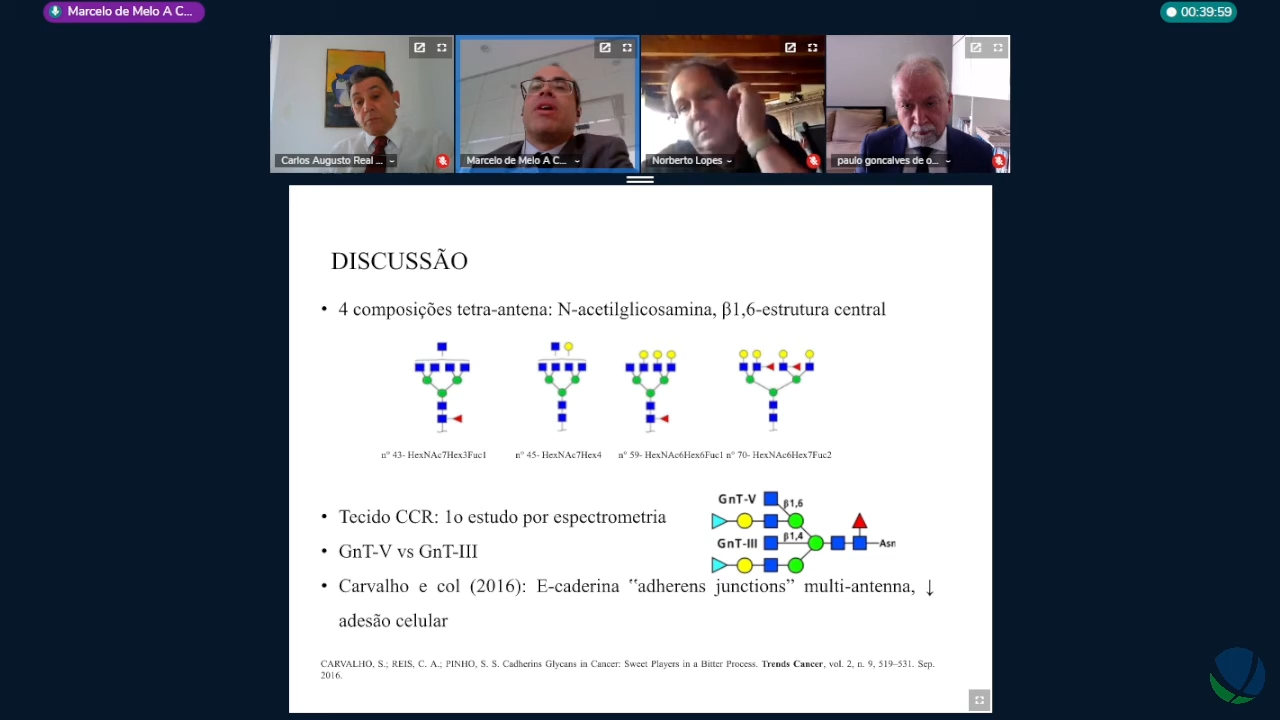 Marcelo de Melo A C...
00:39:59
Carlos Augusto Real ...
Marcelo de Melo A C...
Norberto Lopes
paulo goncalves de o...
DISCUSSÃO
• 4 composições tetra-antena: N-acetilglicosamina, β1,6-estrutura central
n° 43- HexNAc7Hex3Fuc1
n° 45- HexNAc7Hex4
n° 59- HexNAc6Hex6Fuc1
n° 70- HexNAc6Hex7Fuc2
GnT-V
β1,6
GnT-III
β1,4
Asn
• Tecido CCR: 1o estudo por espectrometria
• GnT-V vs GnT-III
• Carvalho e col (2016): E-caderina "adherens junctions" multi-antenna, ↓
adesão celular
CARVALHO, S.; REIS, C. A.; PINHO, S. S. Cadherins Glycans in Cancer: Sweet Players in a Bitter Process. Trends Cancer, vol. 2, n. 9, 519–531. Sep.
2016.